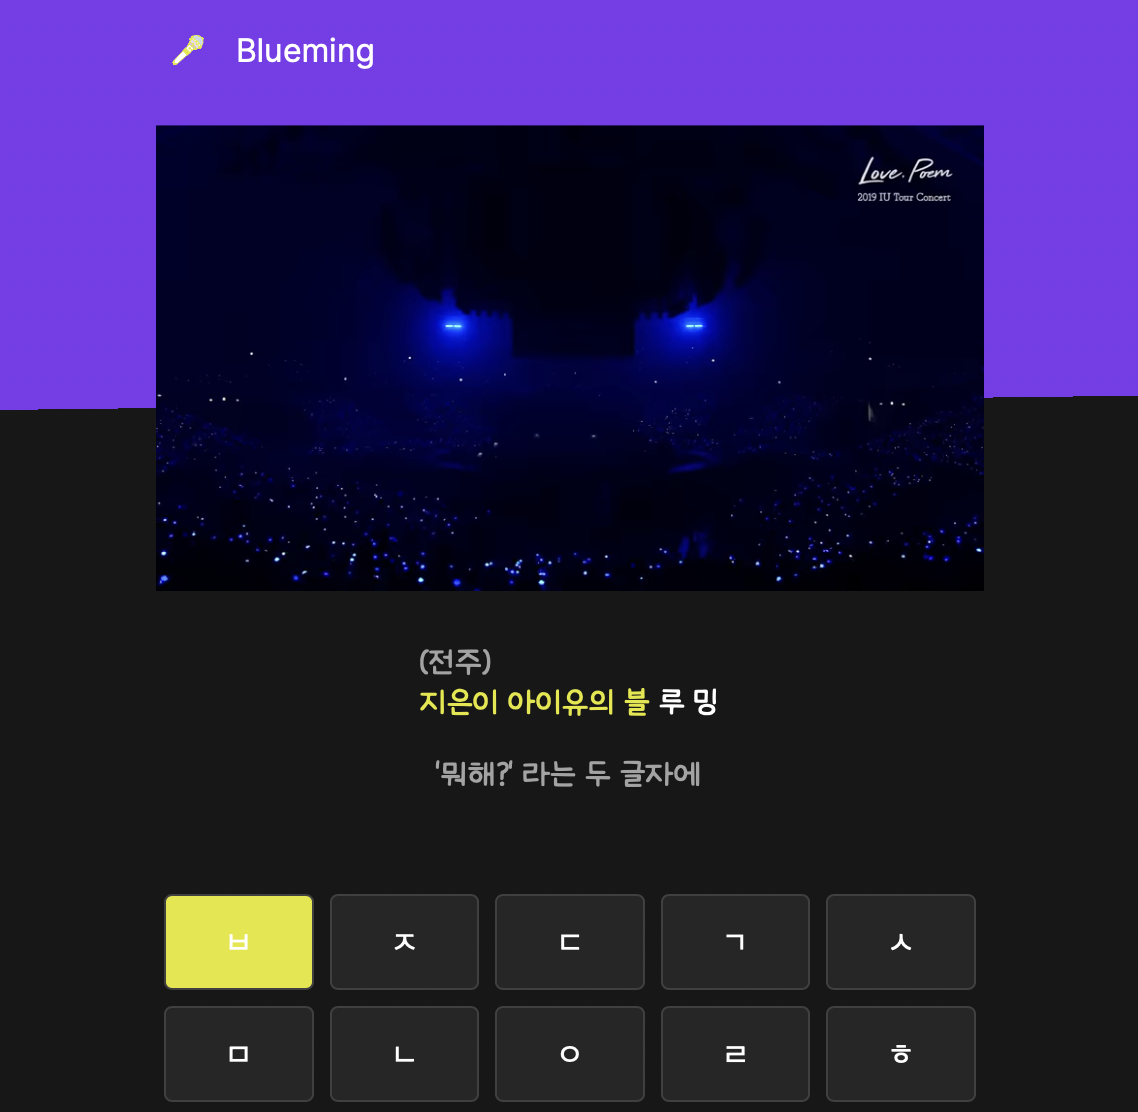 Blueming
Love. Poem
2019 IU Tour Concert
(전주)
지은이 아이유의 블 루 밍
'뭐해?' 라는 두 글자에
ㅂ ㅈ ㄷ ㄱ ㅅ
ㅁ ㄴ ㅇ ㄹ ㅎ